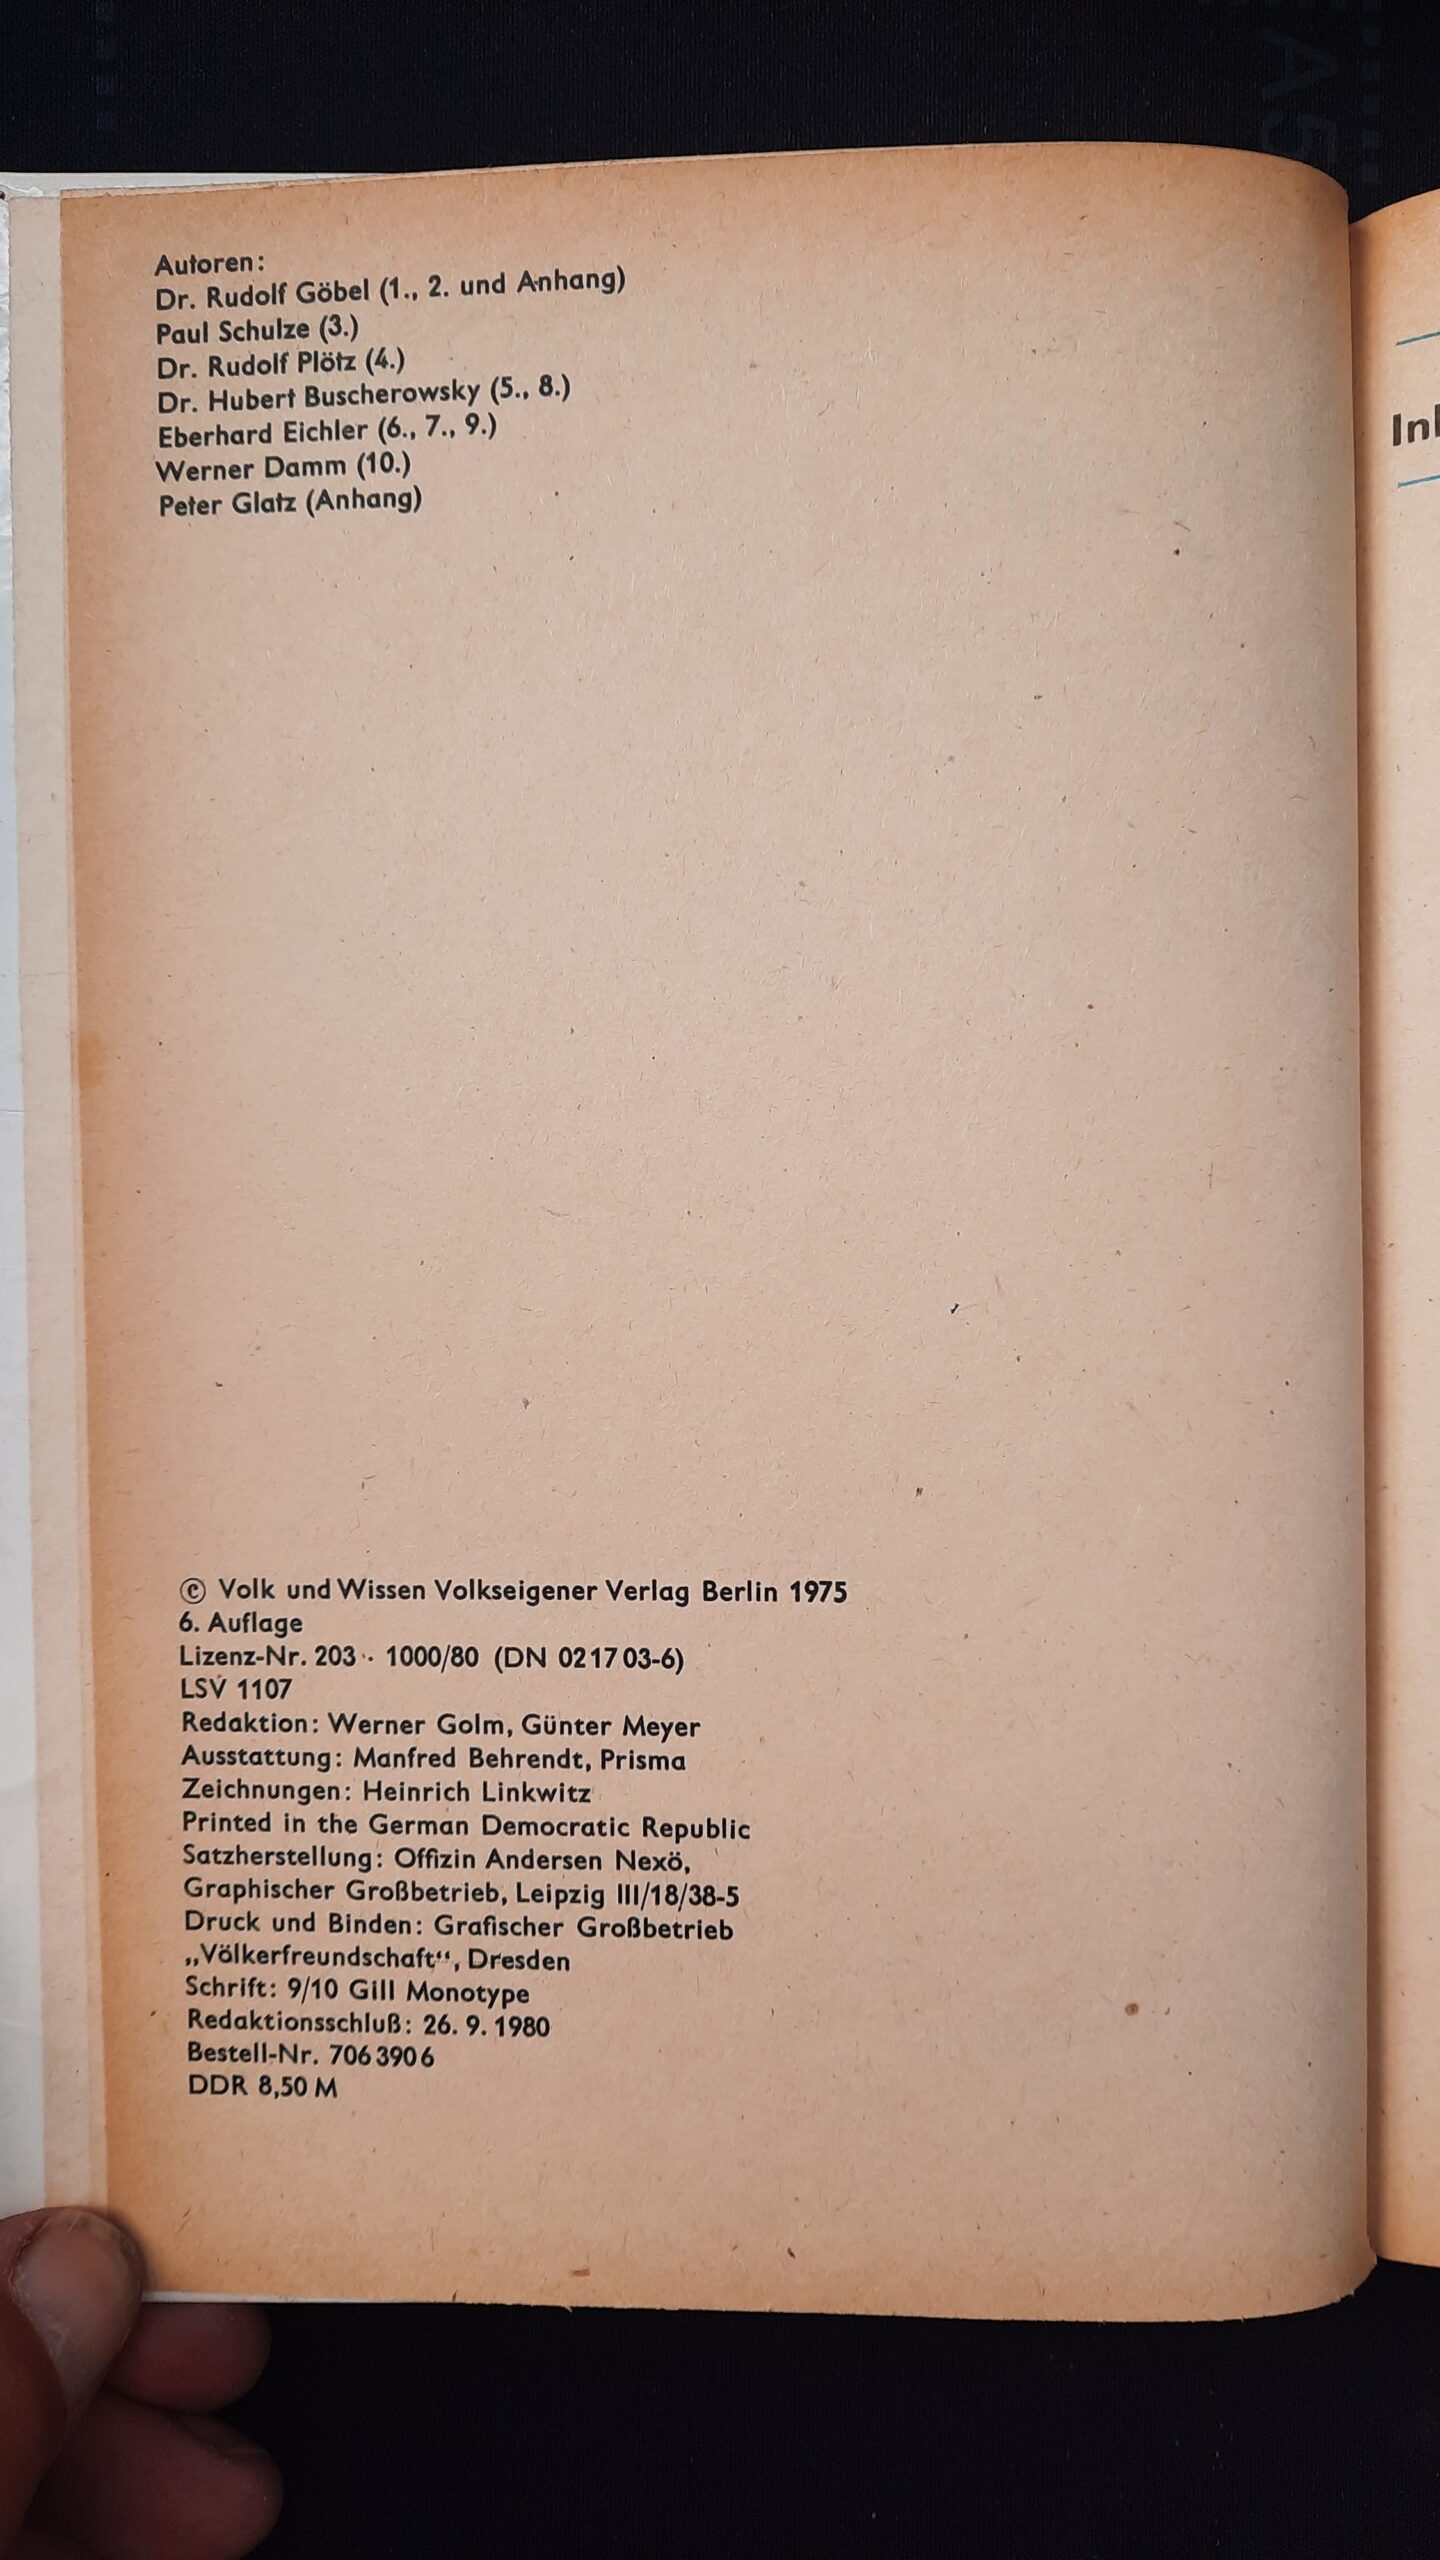 Autoren:
Dr. Rudolf Göbel (1., 2. und Anhang)
Paul Schulze (3.)
Dr. Rudolf Plötz (4.)
Dr. Hubert Buscherowsky (5., 8.)
Eberhard Eichler (6., 7., 9.)
Werner Damm (10.)
Peter Glatz (Anhang)
© Volk und Wissen Volkseigener Verlag Berlin 1975
6. Auflage
Lizenz-Nr. 203 · 1000/80 (DN 02 17 03-6)
LSV 1107
Redaktion: Werner Golm, Günter Meyer
Ausstattung: Manfred Behrendt, Prisma
Zeichnungen: Heinrich Linkwitz
Printed in the German Democratic Republic
Satzherstellung: Offizin Andersen Nexö,
Graphischer Großbetrieb, Leipzig III/18/38-5
Druck und Binden: Grafischer Großbetrieb
„Völkerfreundschaft“, Dresden
Schrift: 9/10 Gill Monotype
Redaktionsschluß: 26. 9. 1980
Bestell-Nr. 706 390 6
DDR 8,50 M